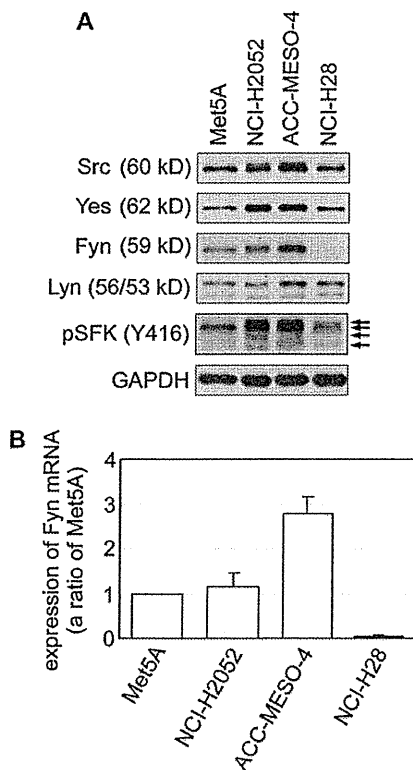 A
Met5A
NCI-H2052
ACC-MESO-4
NCI-H28
Src (60 kD)
Yes (62 kD)
Fyn (59 kD)
Lyn (56/53 kD)
pSFK (Y416)
GAPDH
B
expression of Fyn mRNA
(a ratio of Met5A)
4
3
2
1
0
Met5A
NCI-H2052
ACC-MESO-4
NCI-H28